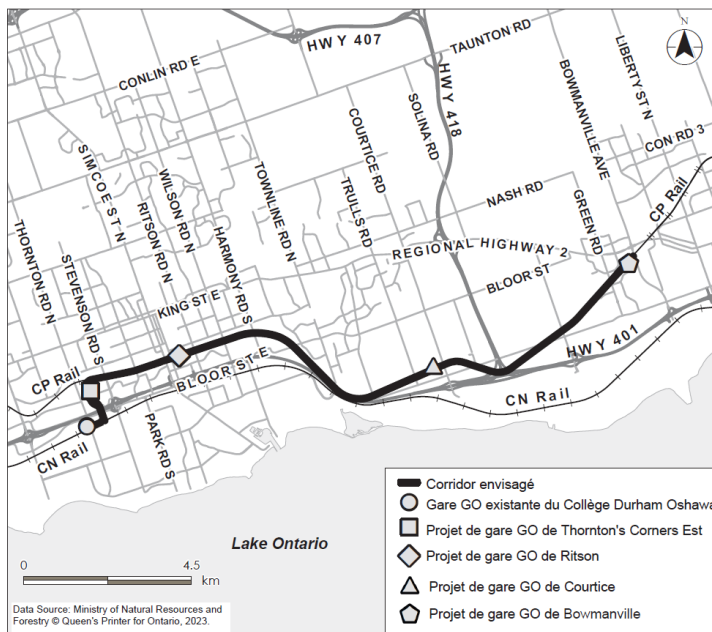 N
HWY 407
TAUNTON RD
CONLIN RD E
HWY 418
BOWMANVILLE AVE
LIBERTY ST N
CON RD 3
SIMCOE ST N
WILSON RD N
RITSON RD N
TOWNLINE RD N
COURTICE RD
SOLINA RD
TRULLS RD
NASH RD
GREEN RD
CP Rail
THORNTON RD N
STEVENSON RD S
HARMONY RD S
REGIONAL HIGHWAY 2
BLOOR ST
KING ST E
CP Rail
BLOOR ST E
HWY 401
CN Rail
CN Rail
PARK RD S
Lake Ontario
0 4.5
km
Data Source: Ministry of Natural Resources and
Forestry © Queen's Printer for Ontario, 2023.
Corridor envisagé
Gare GO existante du Collège Durham Oshawa
Projet de gare GO de Thornton's Corners Est
Projet de gare GO de Ritson
Projet de gare GO de Courtice
Projet de gare GO de Bowmanville